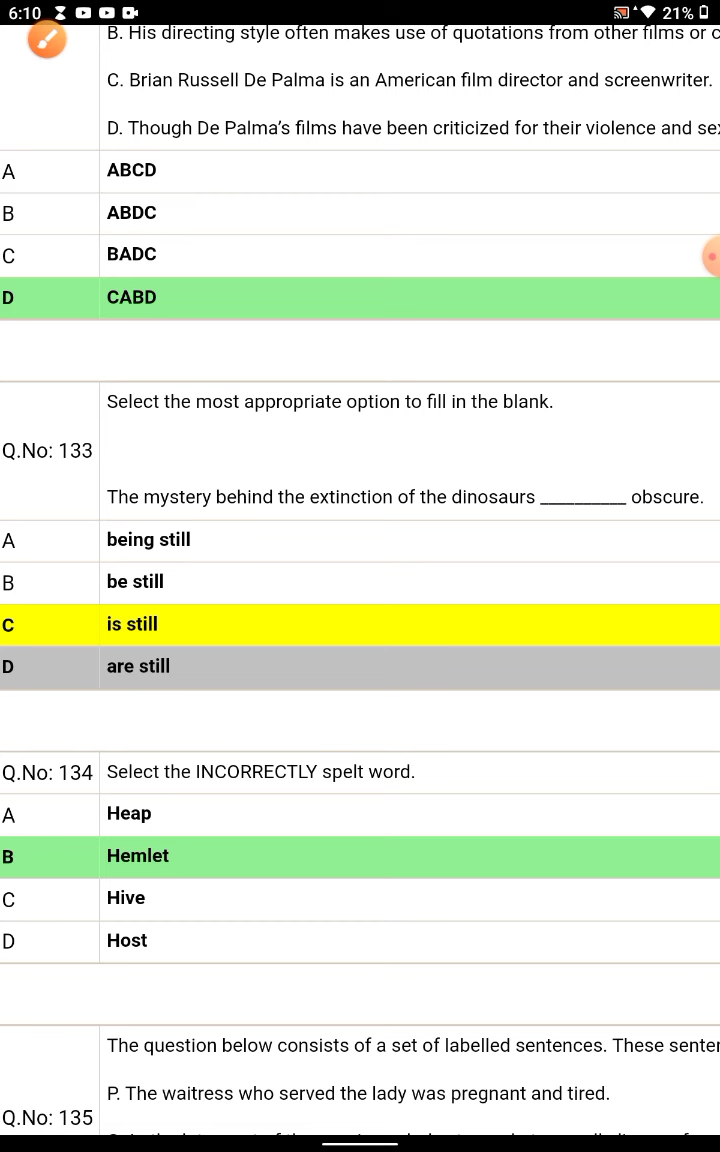 6:10
21%
B. His directing style often makes use of quotations from other films or
C. Brian Russell De Palma is an American film director and screenwriter.
D. Though De Palma's films have been criticized for their violence and
A ABCD
B ABDC
C BADC
D CABD
Select the most appropriate option to fill in the blank.
Q.No: 133
The mystery behind the extinction of the dinosaurs __________ obscure.
A being still
B be still
C is still
D are still
Q.No: 134 Select the INCORRECTLY spelt word.
A Heap
B Hemlet
C Hive
D Host
The question below consists of a set of labelled sentences. These
P. The waitress who served the lady was pregnant and tired.
Q.No: 135